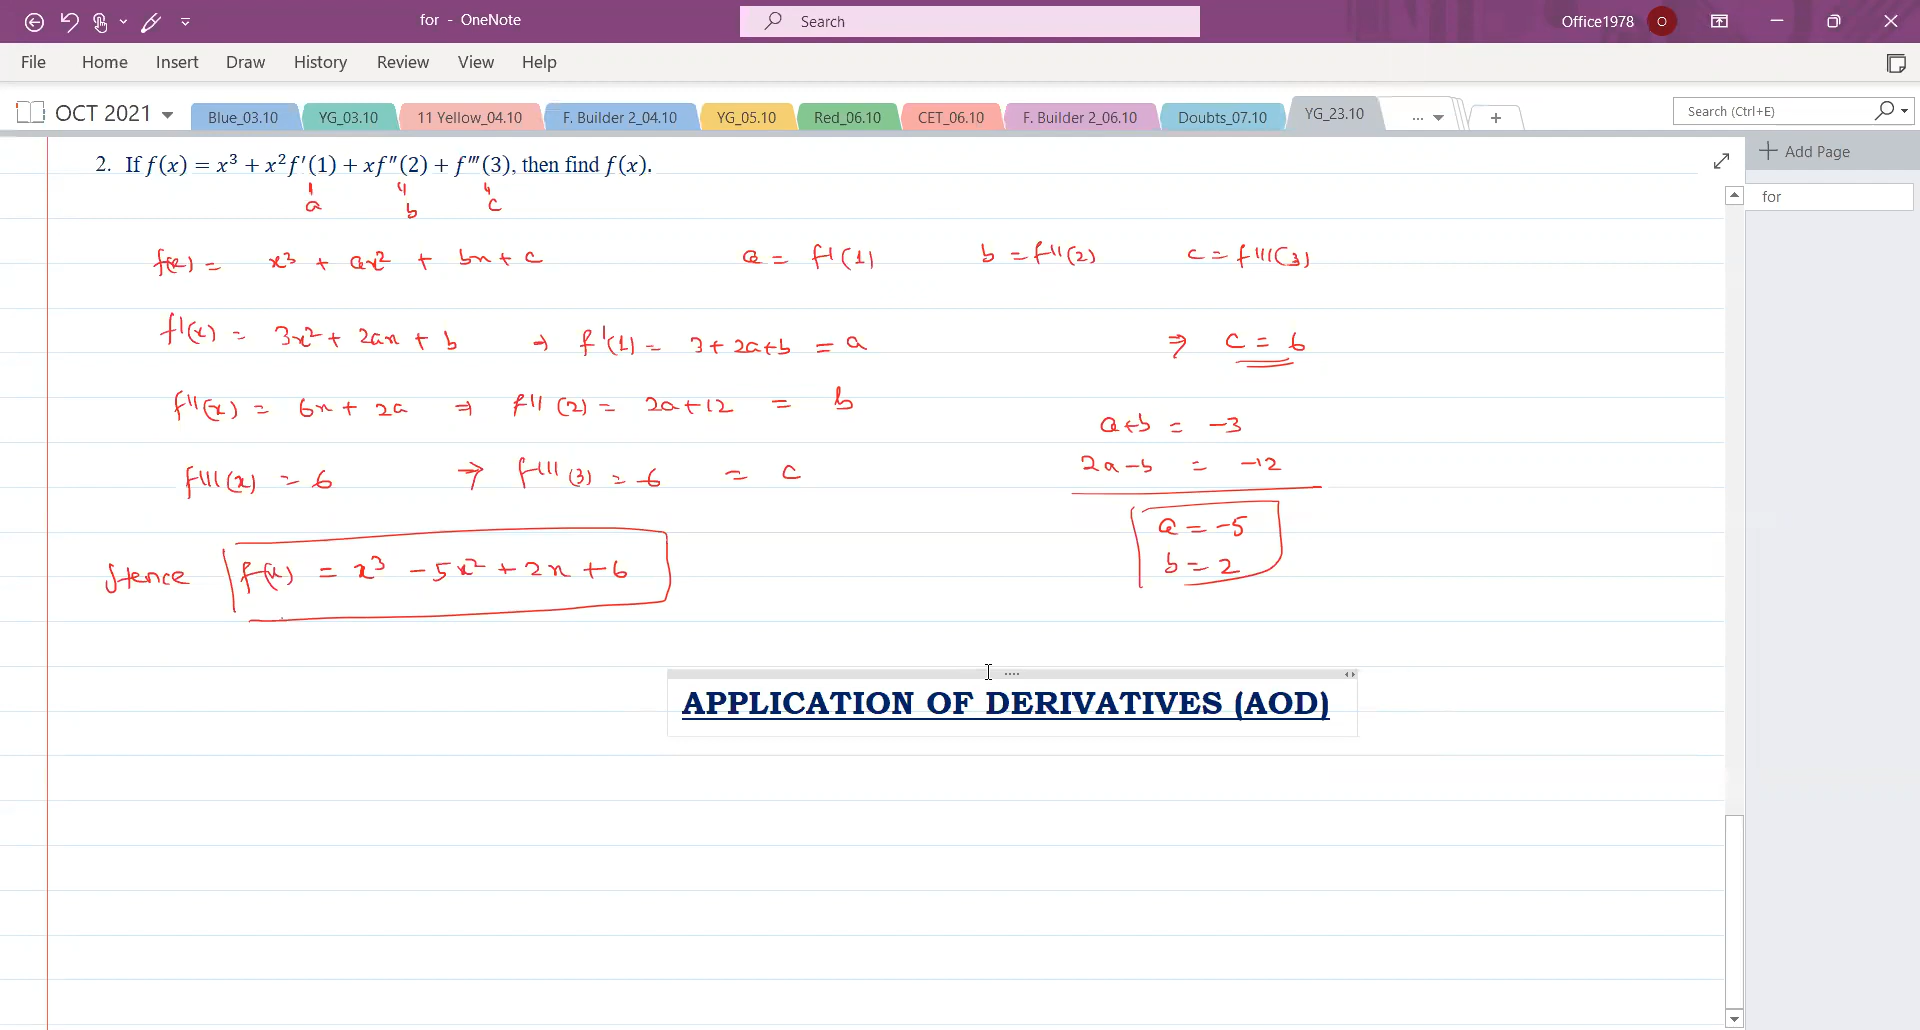 for - OneNote
Search
Office1978
O
File Home Insert Draw History Review View Help
OCT 2021
Blue_03.10 YG_03.10 11 Yellow_04.10 F. Builder 2_04.10 YG_05.10 Red_06.10 CET_06.10 F. Builder 2_06.10 Doubts_07.10 YG_23.10 ... +
Search (Ctrl+E)
Add Page
for
2. If f(x) = x³ + x²f′(1) + xf″(2) + f‴(3), then find f(x).
a b c
f(x) = x³ + ax² + bx + c a = f'(1) b = f''(2) c = f'''(3)
f'(x) = 3x² + 2ax + b → f'(1) = 3 + 2a + b = a ⇒ c = 6
f''(x) = 6x + 2a ⇒ f''(2) = 2a + 12 = b
a + b = -3
2a - b = -12
f'''(x) = 6 ⇒ f'''(3) = 6 = c
a = -5
b = 2
Hence f(x) = x³ - 5x² + 2x + 6
APPLICATION OF DERIVATIVES (AOD)